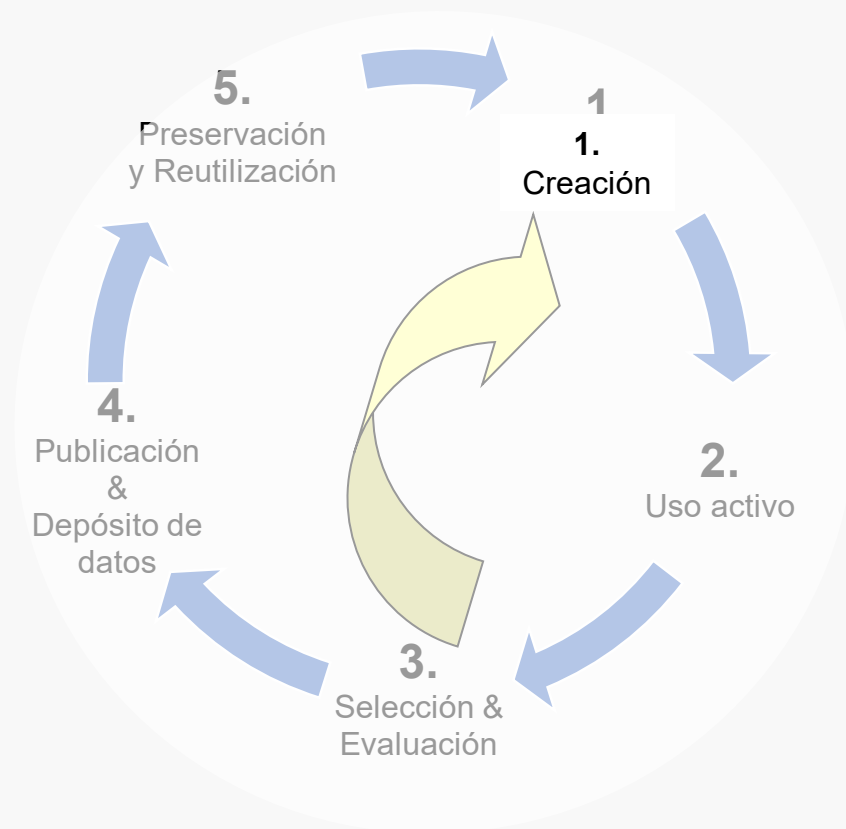 5.
Preservación
y Reutilización
1
1.
Creación
2.
Uso activo
3.
Selección &
Evaluación
4.
Publicación
&
Depósito de
datos